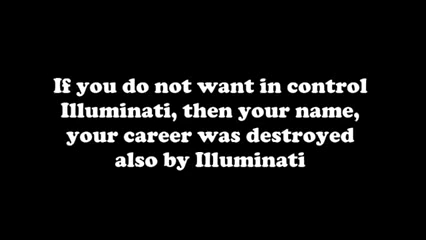 If you do not want in control
Illuminati, then your name,
your career was destroyed
also by Illuminati